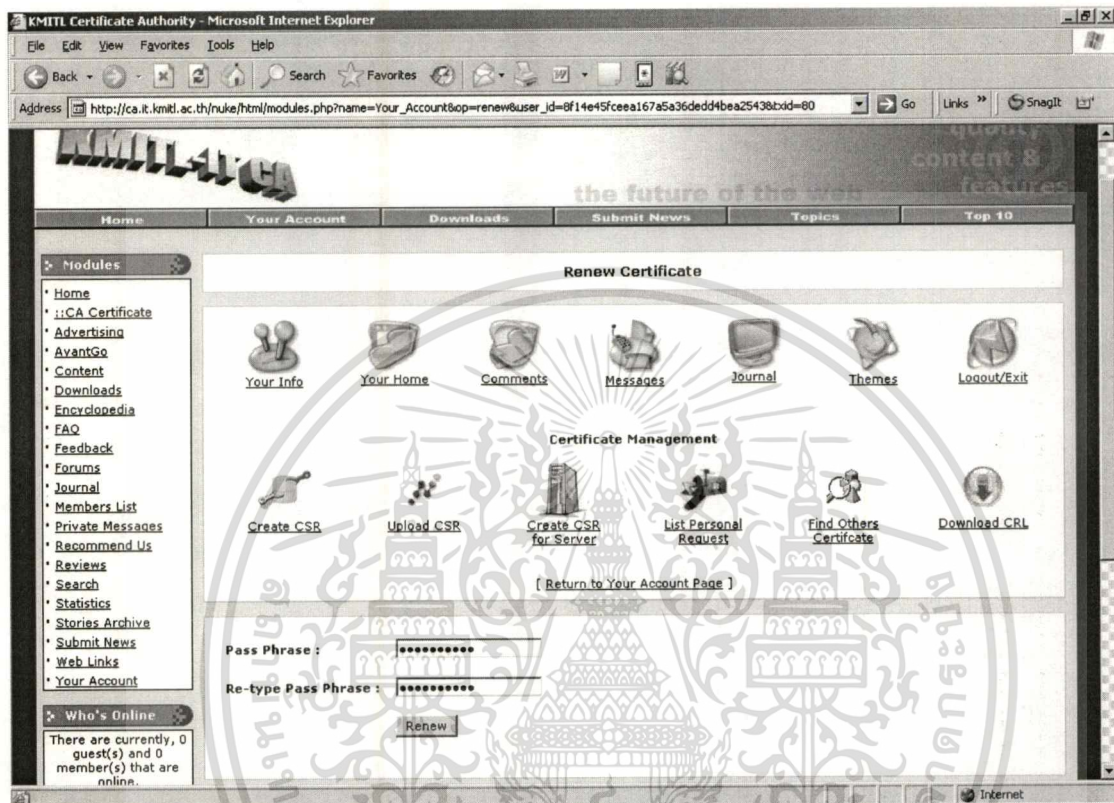 KMITL Certificate Authority - Microsoft Internet Explorer
File Edit View Favorites Tools Help
Back Search Favorites
Address http://ca.it.kmitl.ac.th/nuke/html/modules.php?name=Your_Account&op=renew&user_id=8f14e45fceea167a5a36dedd4bea2543&txid=80 Go Links » SnagIt
KMITL-IT CA
quality
content &
features
the future of the web
Home Your Account Downloads Submit News Topics Top 10
Modules
Home
::CA Certificate
Advertising
AvantGo
Content
Downloads
Encyclopedia
FAQ
Feedback
Forums
Journal
Members List
Private Messages
Recommend Us
Reviews
Search
Statistics
Stories Archive
Submit News
Web Links
Your Account
Who's Online
There are currently, 0
guest(s) and 0
member(s) that are
online.
Renew Certificate
Your Info Your Home Comments Messages Journal Themes Logout/Exit
Certificate Management
Create CSR Upload CSR Create CSR for Server List Personal Request Find Others Certifcate Download CRL
[ Return to Your Account Page ]
Pass Phrase : ••••••••••
Re-type Pass Phrase : ••••••••••
Renew
Internet